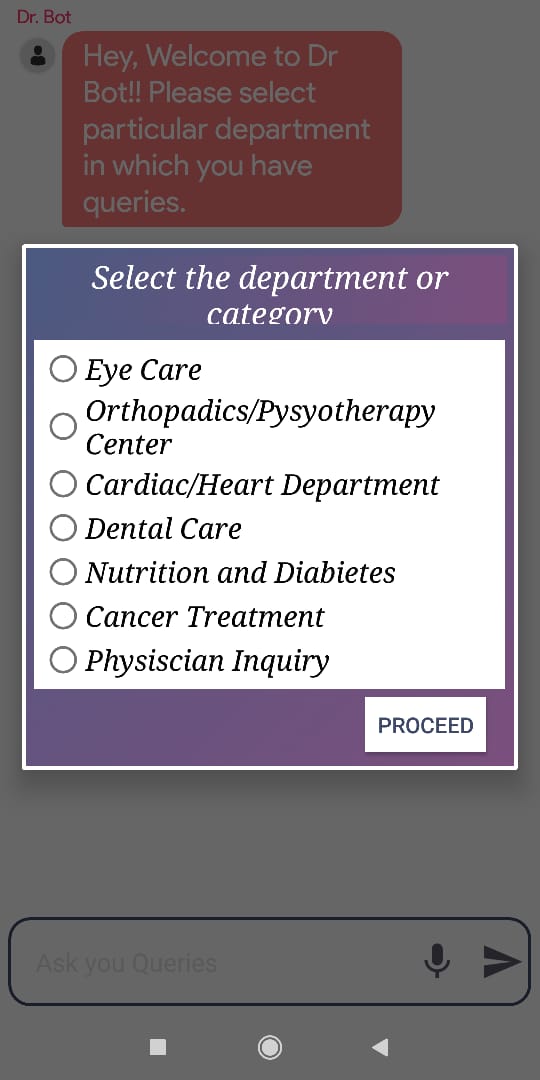 Dr. Bot
Hey, Welcome to Dr
Bot!! Please select
particular department
in which you have
queries.
Select the department or
category
Eye Care
Orthopadics/Pysyotherapy
Center
Cardiac/Heart Department
Dental Care
Nutrition and Diabietes
Cancer Treatment
Physiscian Inquiry
PROCEED
Ask you Queries